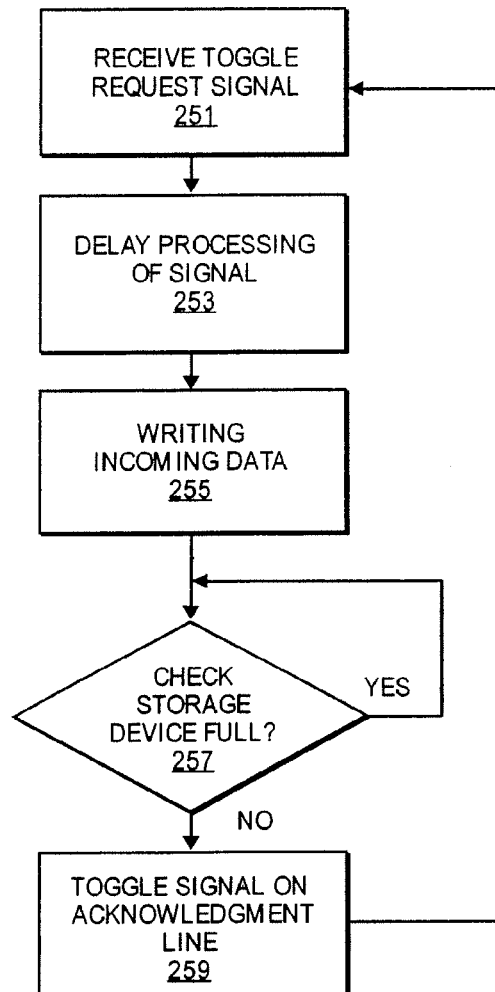 RECEIVE TOGGLE
REQUEST SIGNAL
251
DELAY PROCESSING
OF SIGNAL
253
WRITING
INCOMING DATA
255
CHECK
STORAGE
DEVICE FULL?
257
YES
NO
TOGGLE SIGNAL ON
ACKNOWLEDGMENT
LINE
259